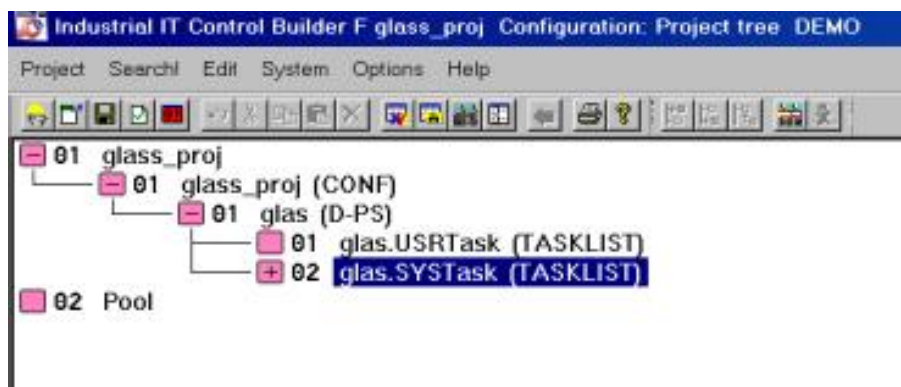 Industrial IT Control Builder F glass_proj Configuration: Project tree DEMO
Project Searchl Edit System Options Help
01 glass_proj
01 glass_proj (CONF)
01 glas (D-PS)
01 glas.USRTask (TASKLIST)
02 glas.SYSTask (TASKLIST)
02 Pool